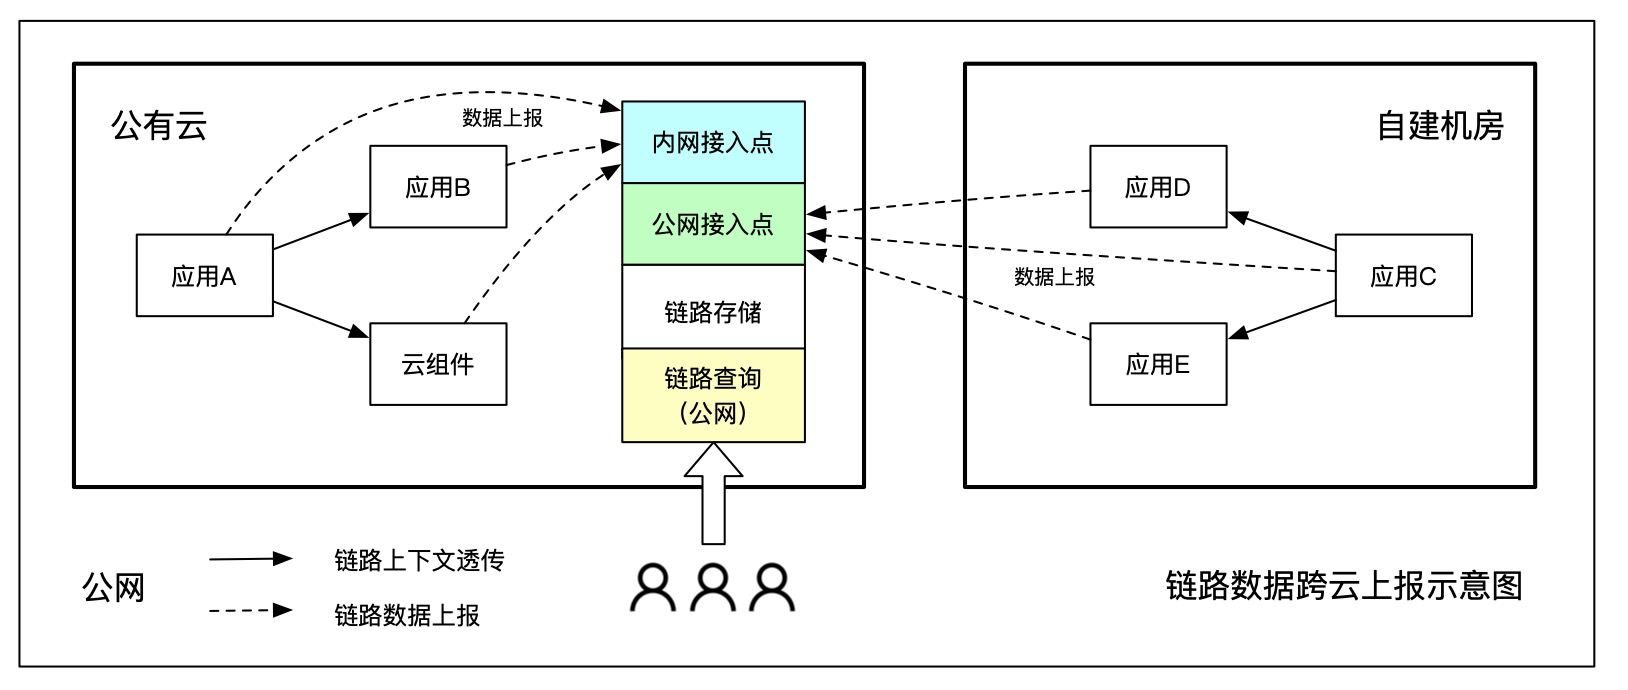 公有云
数据上报
应用B
应用A
云组件
内网接入点
公网接入点
链路存储
链路查询
（公网）
自建机房
应用D
应用C
数据上报
应用E
公网
链路上下文透传
链路数据上报
链路数据跨云上报示意图